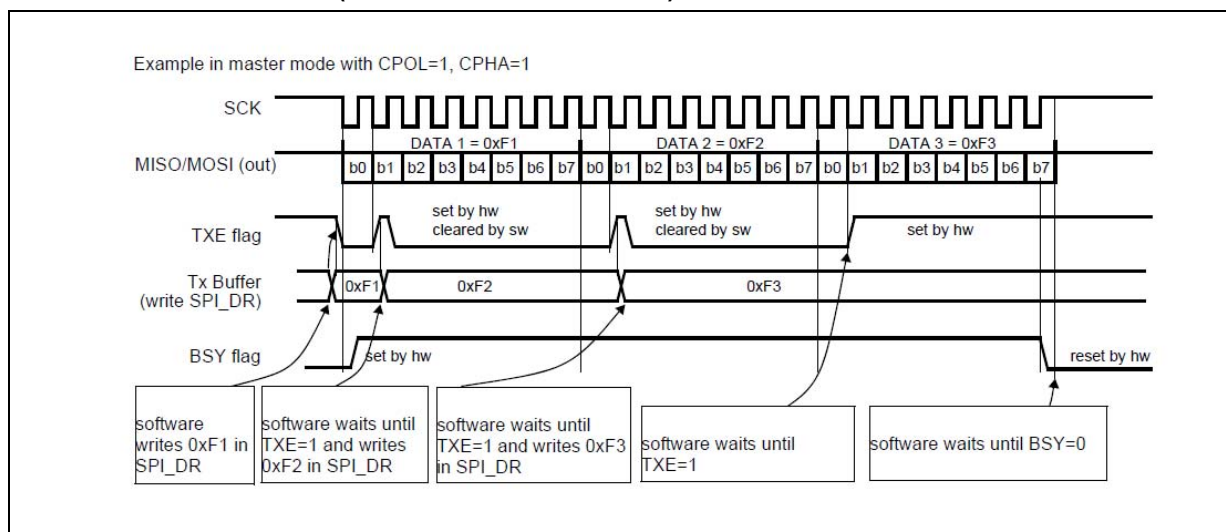 Example in master mode with CPOL=1, CPHA=1
SCK
DATA 1 = 0xF1
DATA 2 = 0xF2
DATA 3 = 0xF3
MISO/MOSI (out)
b0 b1 b2 b3 b4 b5 b6 b7 b0 b1 b2 b3 b4 b5 b6 b7 b0 b1 b2 b3 b4 b5 b6 b7
TXE flag
set by hw
cleared by sw
set by hw
cleared by sw
set by hw
Tx Buffer
(write SPI_DR)
0xF1
0xF2
0xF3
BSY flag
set by hw
reset by hw
software
writes 0xF1 in
SPI_DR
software waits until
TXE=1 and writes
0xF2 in SPI_DR
software waits until
TXE=1 and writes 0xF3
in SPI_DR
software waits until
TXE=1
software waits until BSY=0